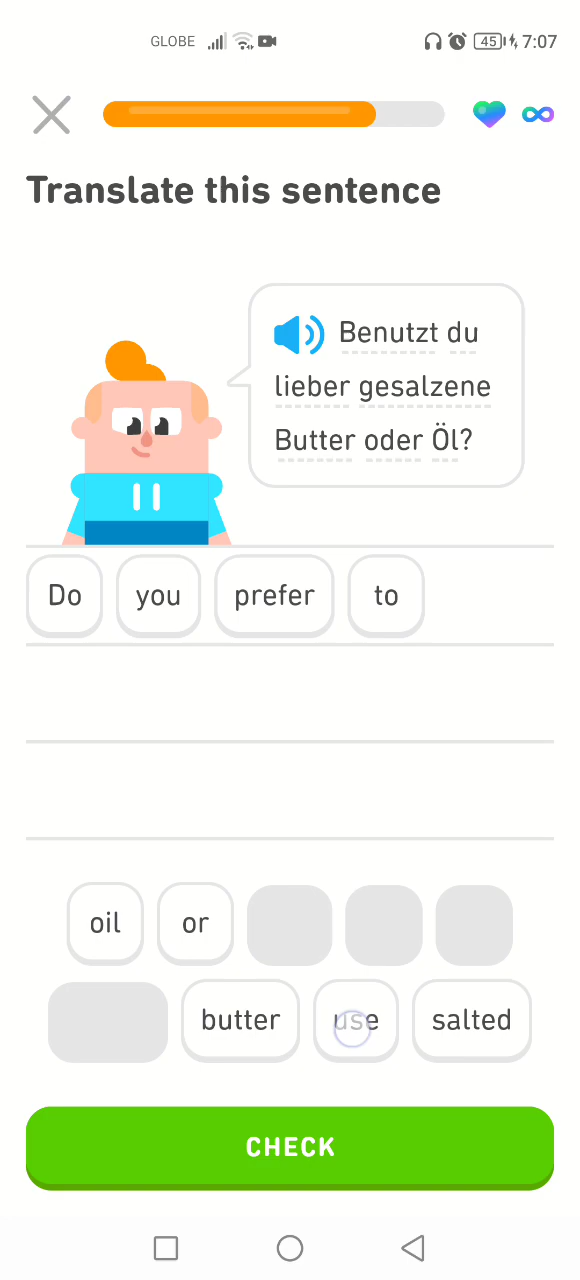 GLOBE 45 7:07
Translate this sentence
Benutzt du
lieber gesalzene
Butter oder Öl?
Do you prefer to
oil or
butter use salted
CHECK